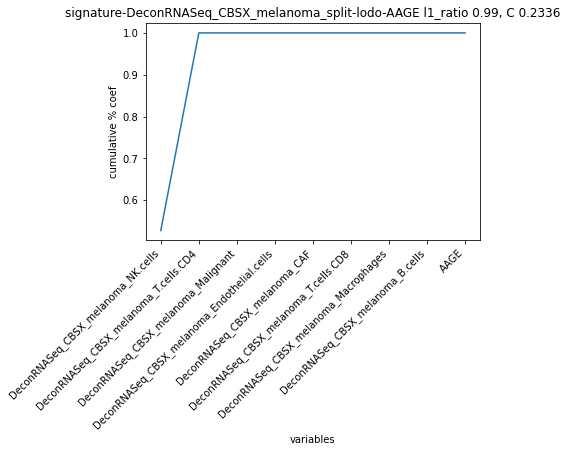 signature-DeconRNASeq_CBSX_melanoma_split-lodo-AAGE l1_ratio 0.99, C 0.2336
1.0
0.9
0.8
0.7
0.6
cumulative % coef
DeconRNASeq_CBSX_melanoma_NK.cells
DeconRNASeq_CBSX_melanoma_T.cells.CD4
DeconRNASeq_CBSX_melanoma_Malignant
DeconRNASeq_CBSX_melanoma_Endothelial.cells
DeconRNASeq_CBSX_melanoma_CAF
DeconRNASeq_CBSX_melanoma_T.cells.CD8
DeconRNASeq_CBSX_melanoma_Macrophages
DeconRNASeq_CBSX_melanoma_B.cells
AAGE
variables